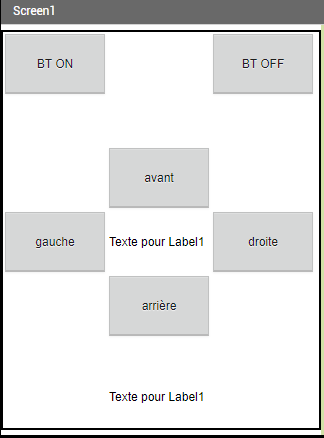 Screen1
BT ON
BT OFF
avant
gauche
Texte pour Label1
droite
arrière
Texte pour Label1